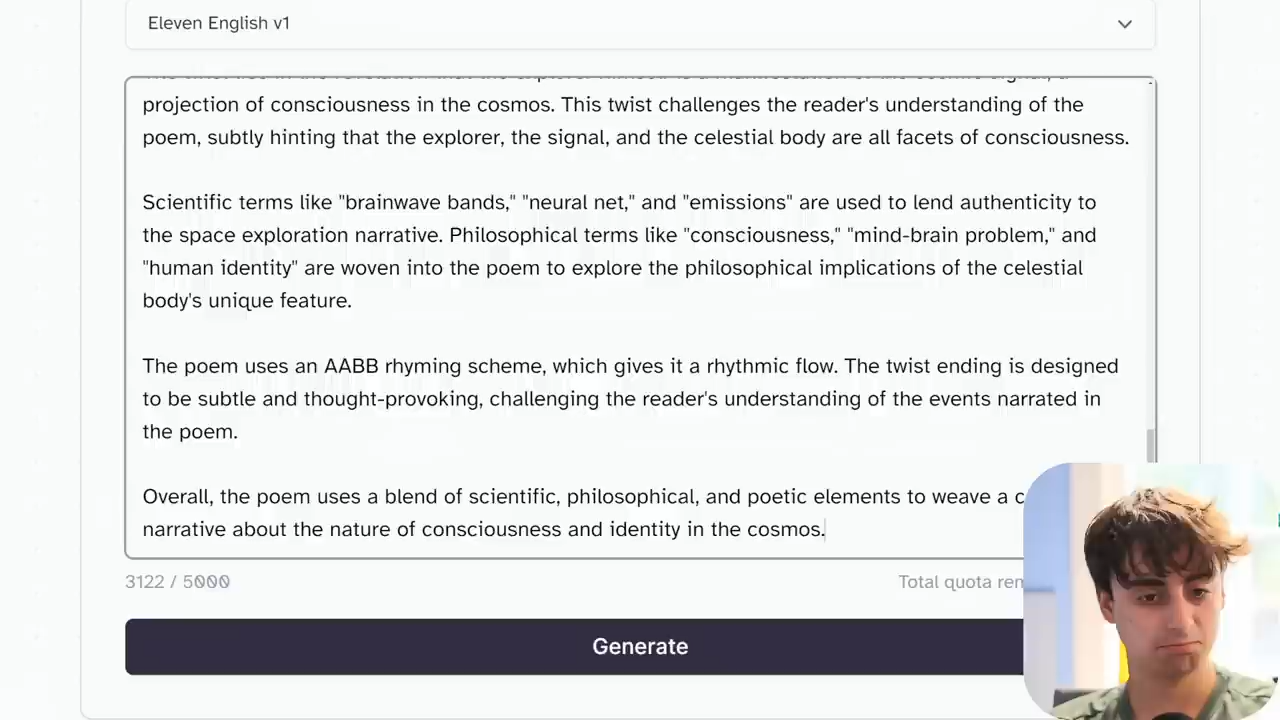 Eleven English v1
projection of consciousness in the cosmos. This twist challenges the reader's understanding of the
poem, subtly hinting that the explorer, the signal, and the celestial body are all facets of consciousness.
Scientific terms like "brainwave bands," "neural net," and "emissions" are used to lend authenticity to
the space exploration narrative. Philosophical terms like "consciousness," "mind-brain problem," and
"human identity" are woven into the poem to explore the philosophical implications of the celestial
body's unique feature.
The poem uses an AABB rhyming scheme, which gives it a rhythmic flow. The twist ending is designed
to be subtle and thought-provoking, challenging the reader's understanding of the events narrated in
the poem.
Overall, the poem uses a blend of scientific, philosophical, and poetic elements to weave a
narrative about the nature of consciousness and identity in the cosmos.
3122 / 5000
Total quota
Generate